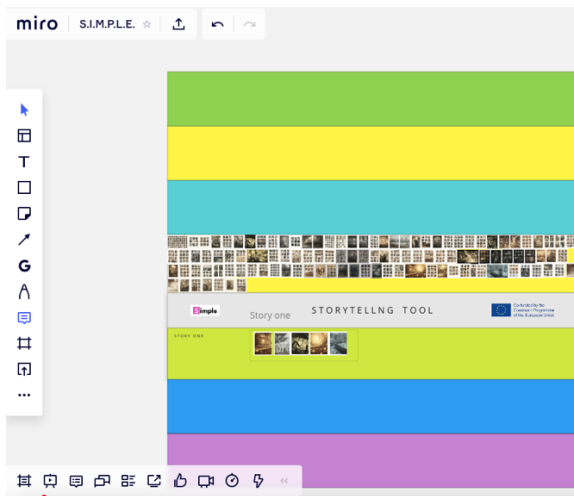 miro S.I.M.P.L.E.
T
G
Simple Story one STORYTELLNG TOOL Co-funded by the
Erasmus+ Programme
of the European Union
STORY ONE